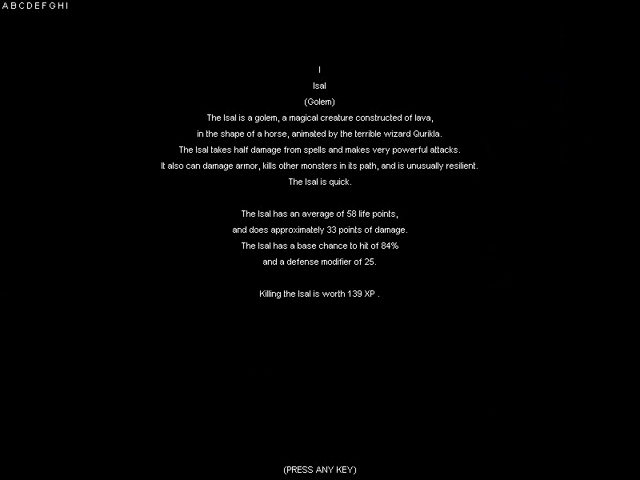 A B C D E F G H I
I
Isal
(Golem)
The Isal is a golem, a magical creature constructed of lava,
in the shape of a horse, animated by the terrible wizard Qurikla.
The Isal takes half damage from spells and makes very powerful attacks.
It also can damage armor, kills other monsters in its path, and is unusually resilient.
The Isal is quick.
The Isal has an average of 58 life points,
and does approximately 33 points of damage.
The Isal has a base chance to hit of 84%
and a defense modifier of 25.
Killing the Isal is worth 139 XP .
(PRESS ANY KEY)